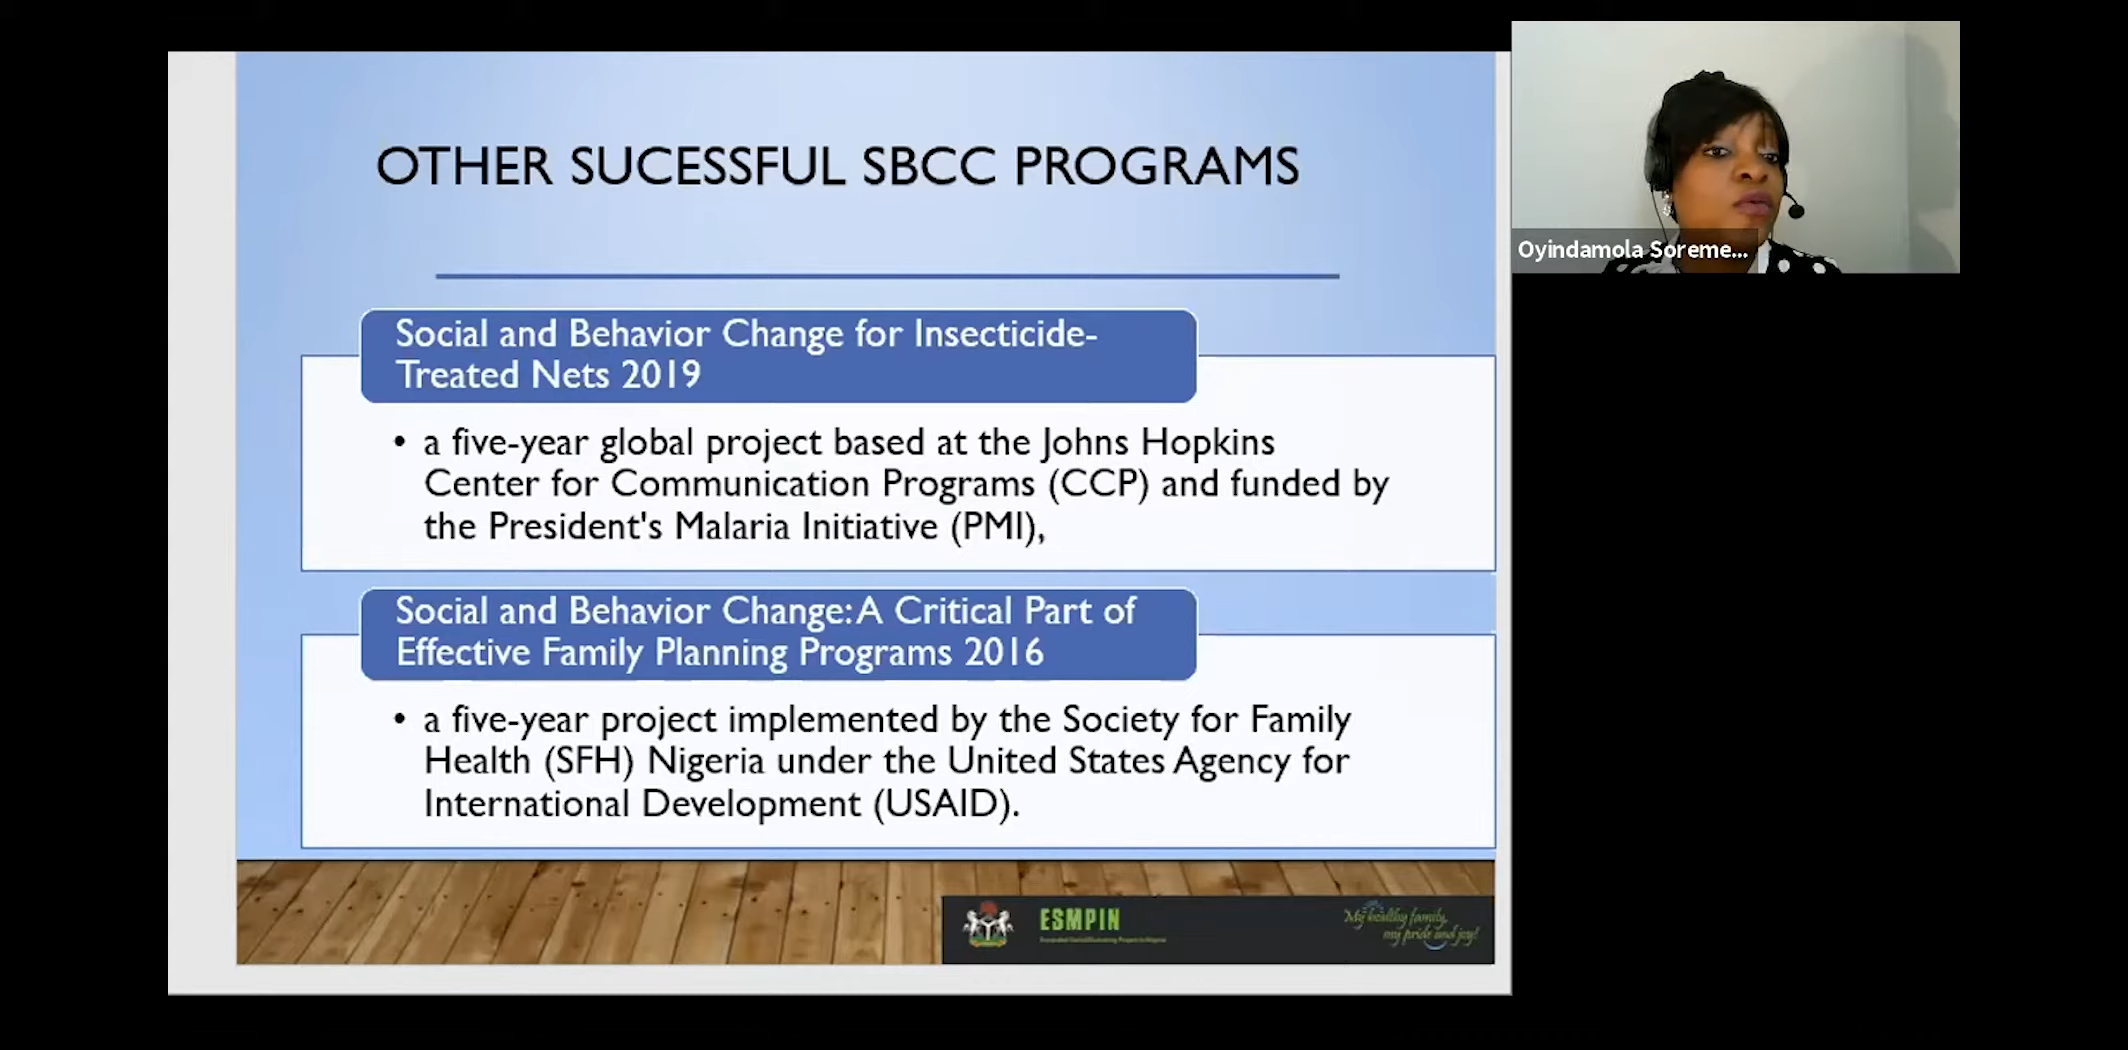 OTHER SUCESSFUL SBCC PROGRAMS
Oyindamola Soreme...
Social and Behavior Change for Insecticide-
Treated Nets 2019
• a five-year global project based at the Johns Hopkins
Center for Communication Programs (CCP) and funded by
the President's Malaria Initiative (PMI),
Social and Behavior Change: A Critical Part of
Effective Family Planning Programs 2016
• a five-year project implemented by the Society for Family
Health (SFH) Nigeria under the United States Agency for
International Development (USAID).
ESMPIN
My healthy family,
my pride and joy!